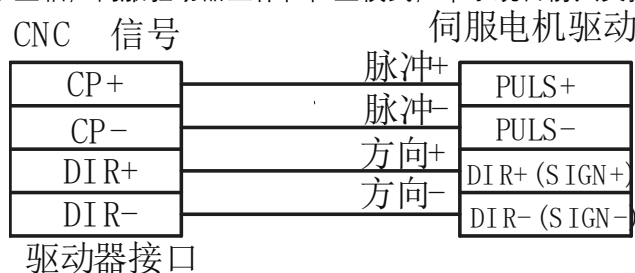 CNC 信号
伺服电机驱动
CP+
脉冲+
PULS+
CP-
脉冲-
PULS-
DIR+
方向+
DIR+(SIGN+)
DIR-
方向-
DIR-(SIGN-)
驱动器接口